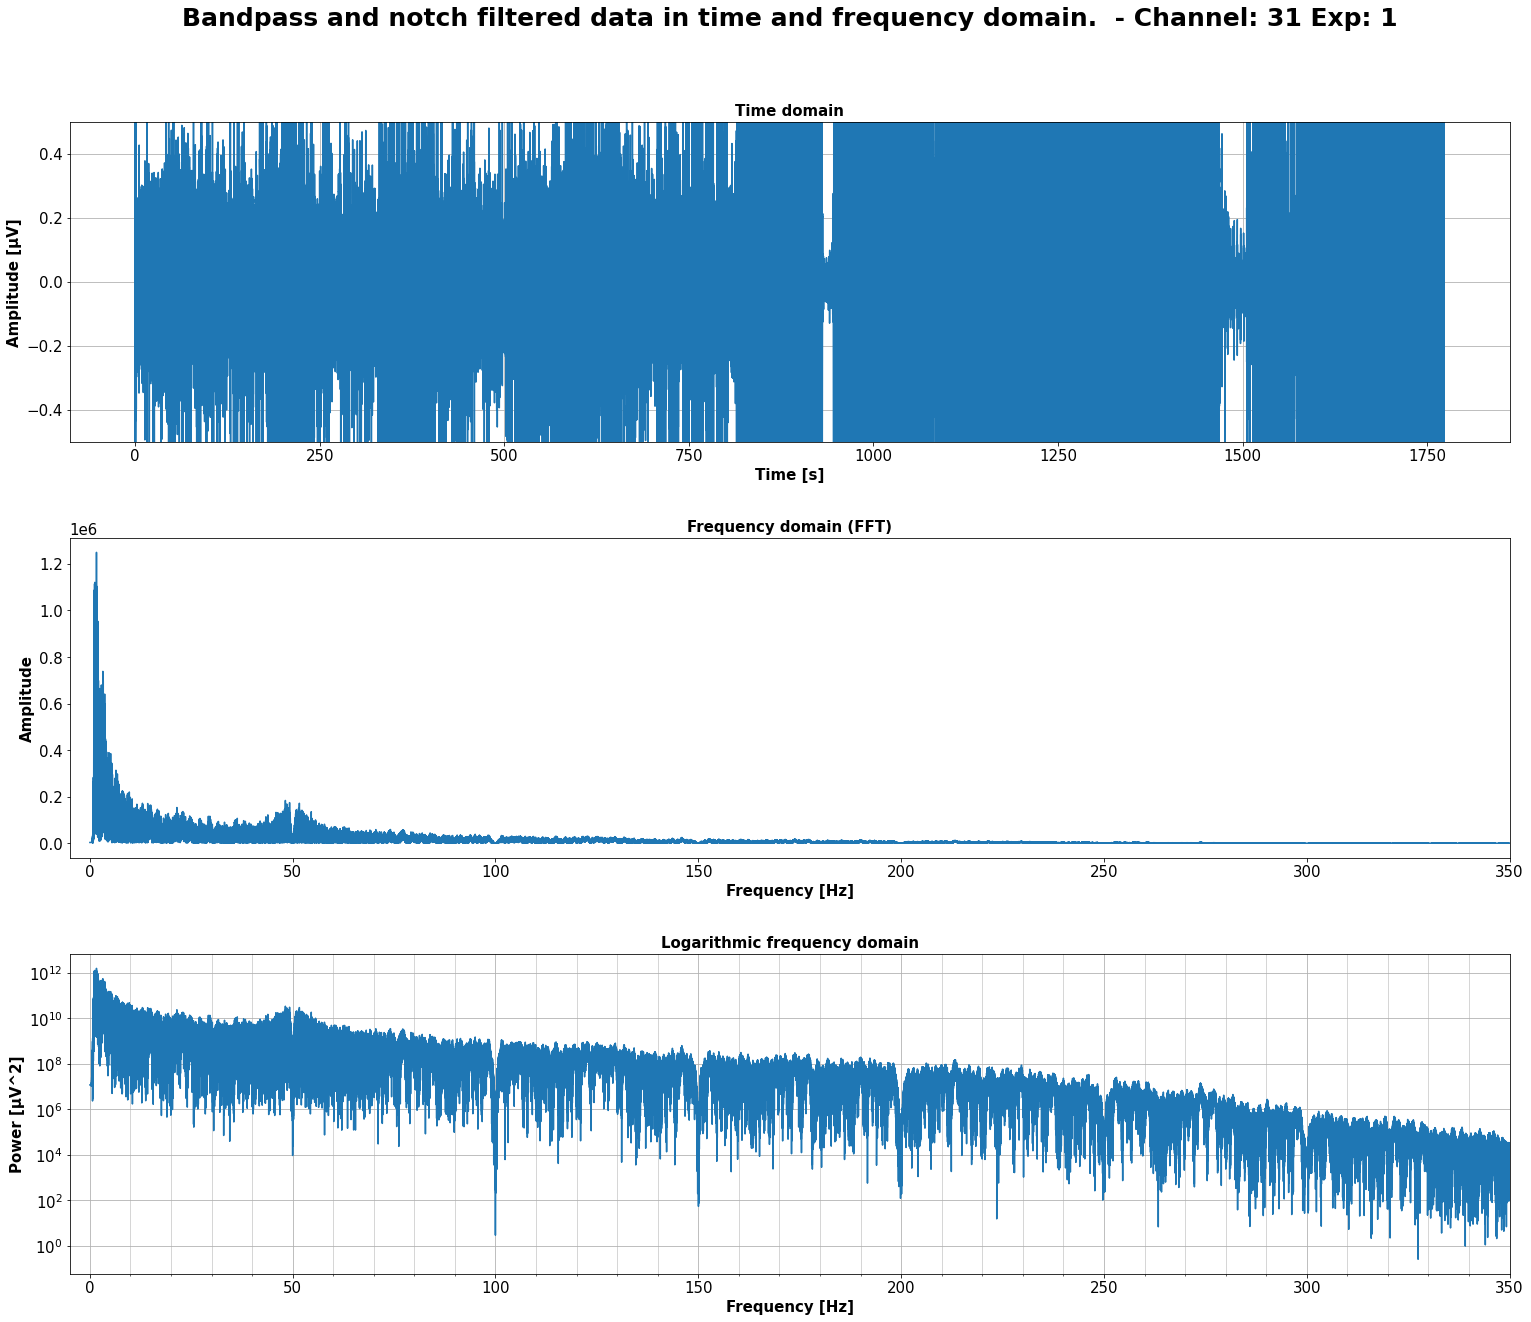 Bandpass and notch filtered data in time and frequency domain.  - Channel: 31 Exp: 1
Time domain
Amplitude [µV]
0.4
0.2
0.0
−0.2
−0.4
0 250 500 750 1000 1250 1500 1750
Time [s]
Frequency domain (FFT)
1e6
Amplitude
1.2
1.0
0.8
0.6
0.4
0.2
0.0
0 50 100 150 200 250 300 350
Frequency [Hz]
Logarithmic frequency domain
Power [µV^2]
10^12
10^10
10^8
10^6
10^4
10^2
10^0
0 50 100 150 200 250 300 350
Frequency [Hz]